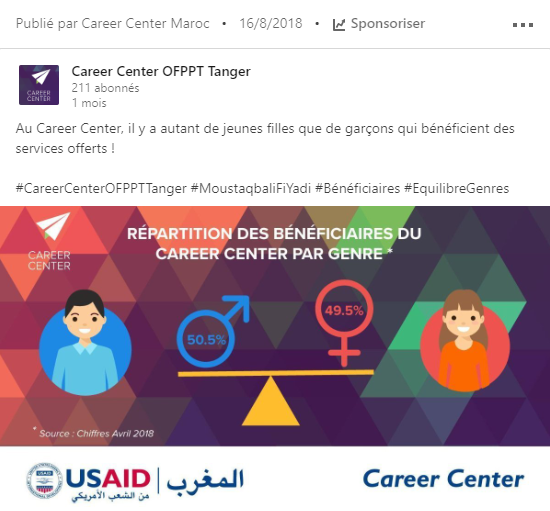 Publié par Career Center Maroc • 16/8/2018 • Sponsoriser
Career Center OFPPT Tanger
211 abonnés
1 mois
Au Career Center, il y a autant de jeunes filles que de garçons qui bénéficient des
services offerts !
#CareerCenterOFPPTTanger #MoustaqbaliFiYadi #Bénéficiaires #EquilibreGenres
CAREER
CENTER
RÉPARTITION DES BÉNÉFICIAIRES DU
CAREER CENTER PAR GENRE *
50.5%
49.5%
* Source : Chiffres Avril 2018
USAID
من الشعب الأمريكي
المغرب
Career Center